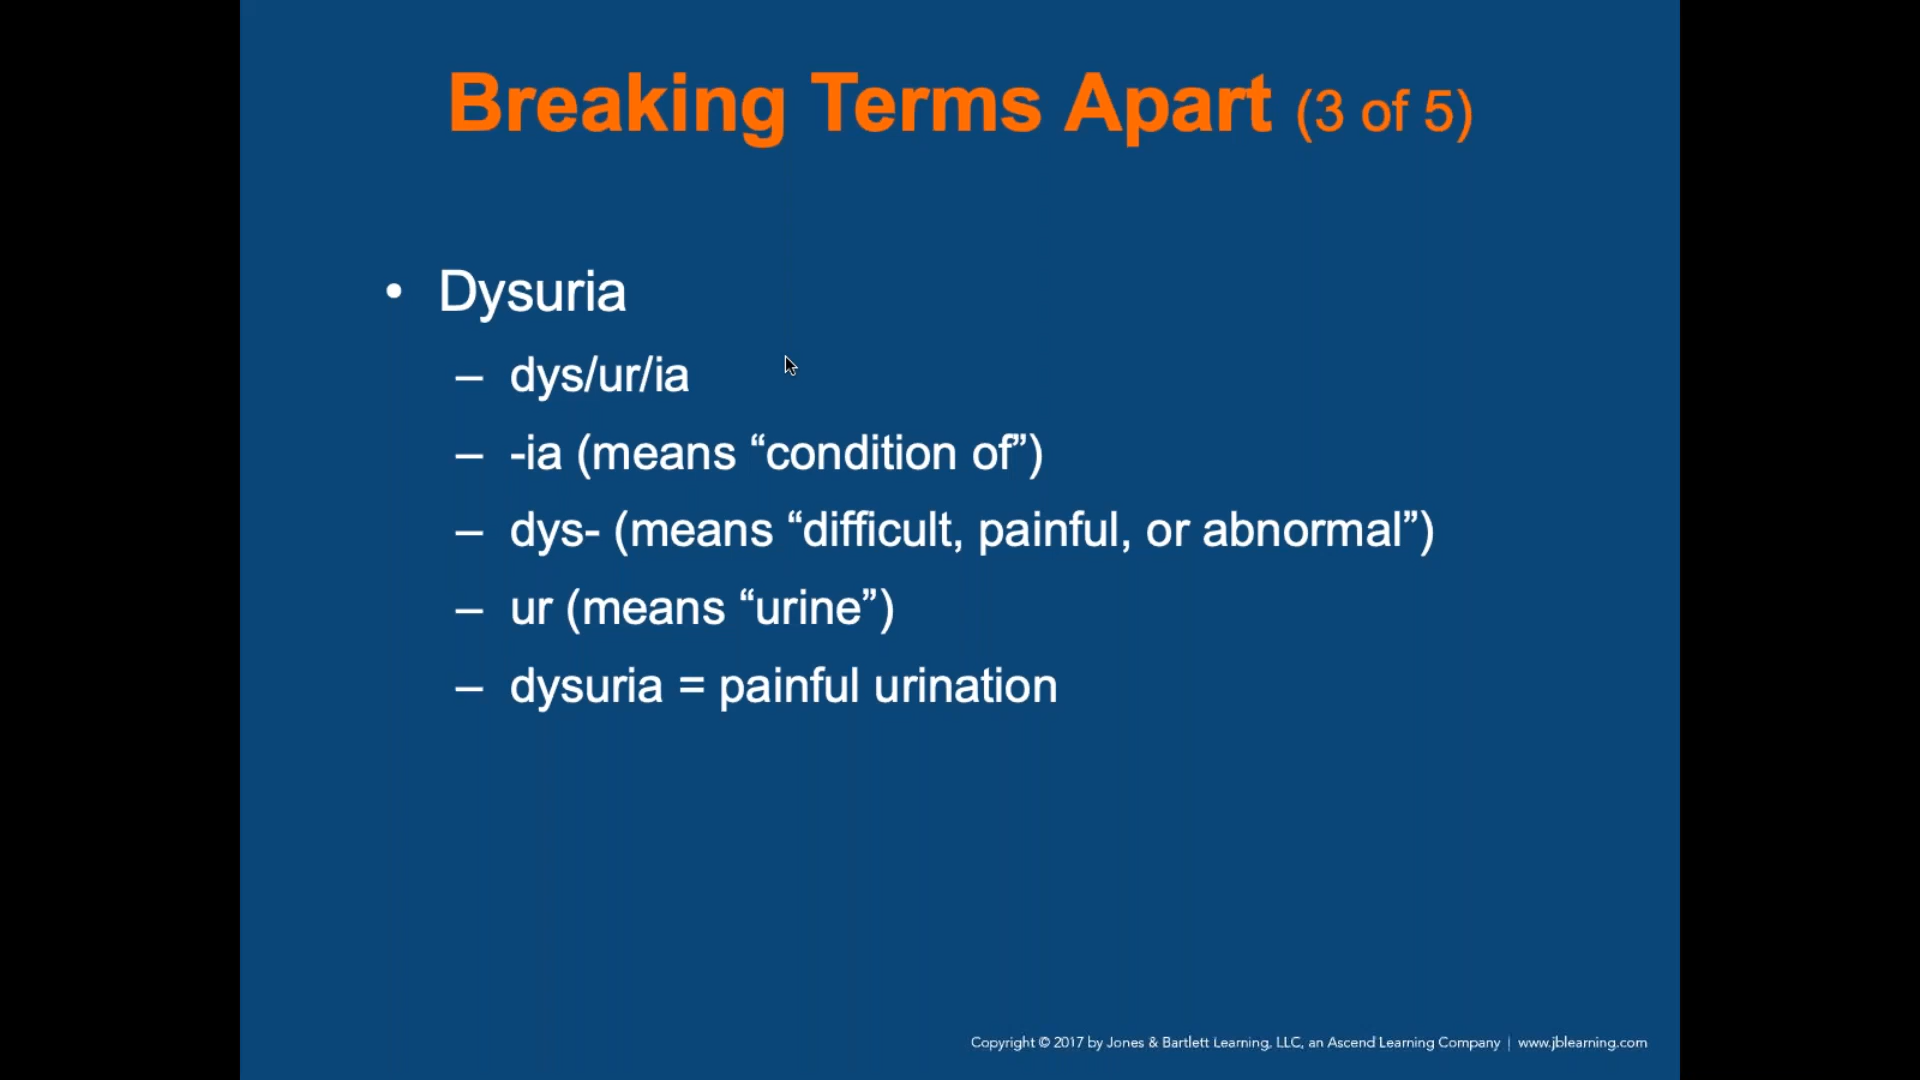 Breaking Terms Apart (3 of 5)
• Dysuria
– dys/ur/ia
– -ia (means “condition of”)
– dys- (means “difficult, painful, or abnormal”)
– ur (means “urine”)
– dysuria = painful urination
Copyright © 2017 by Jones & Bartlett Learning, LLC, an Ascend Learning Company | www.jblearning.com